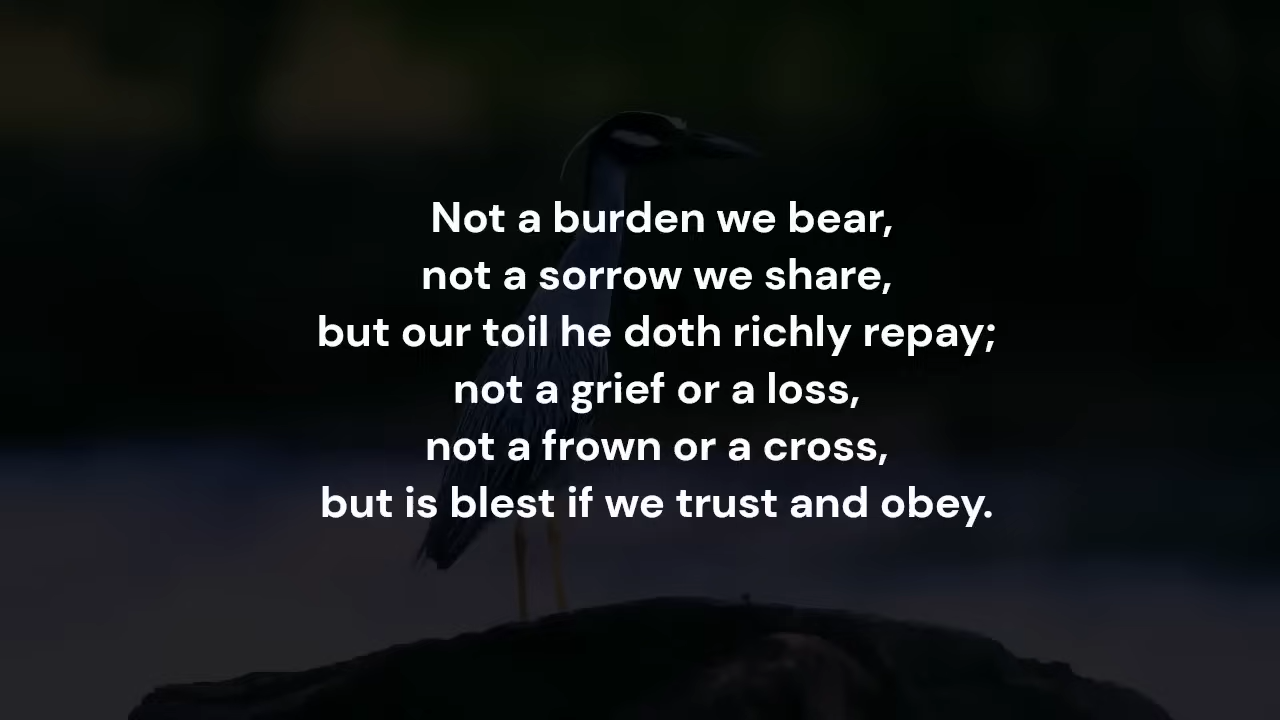 Not a burden we bear,
not a sorrow we share,
but our toil he doth richly repay;
not a grief or a loss,
not a frown or a cross,
but is blest if we trust and obey.